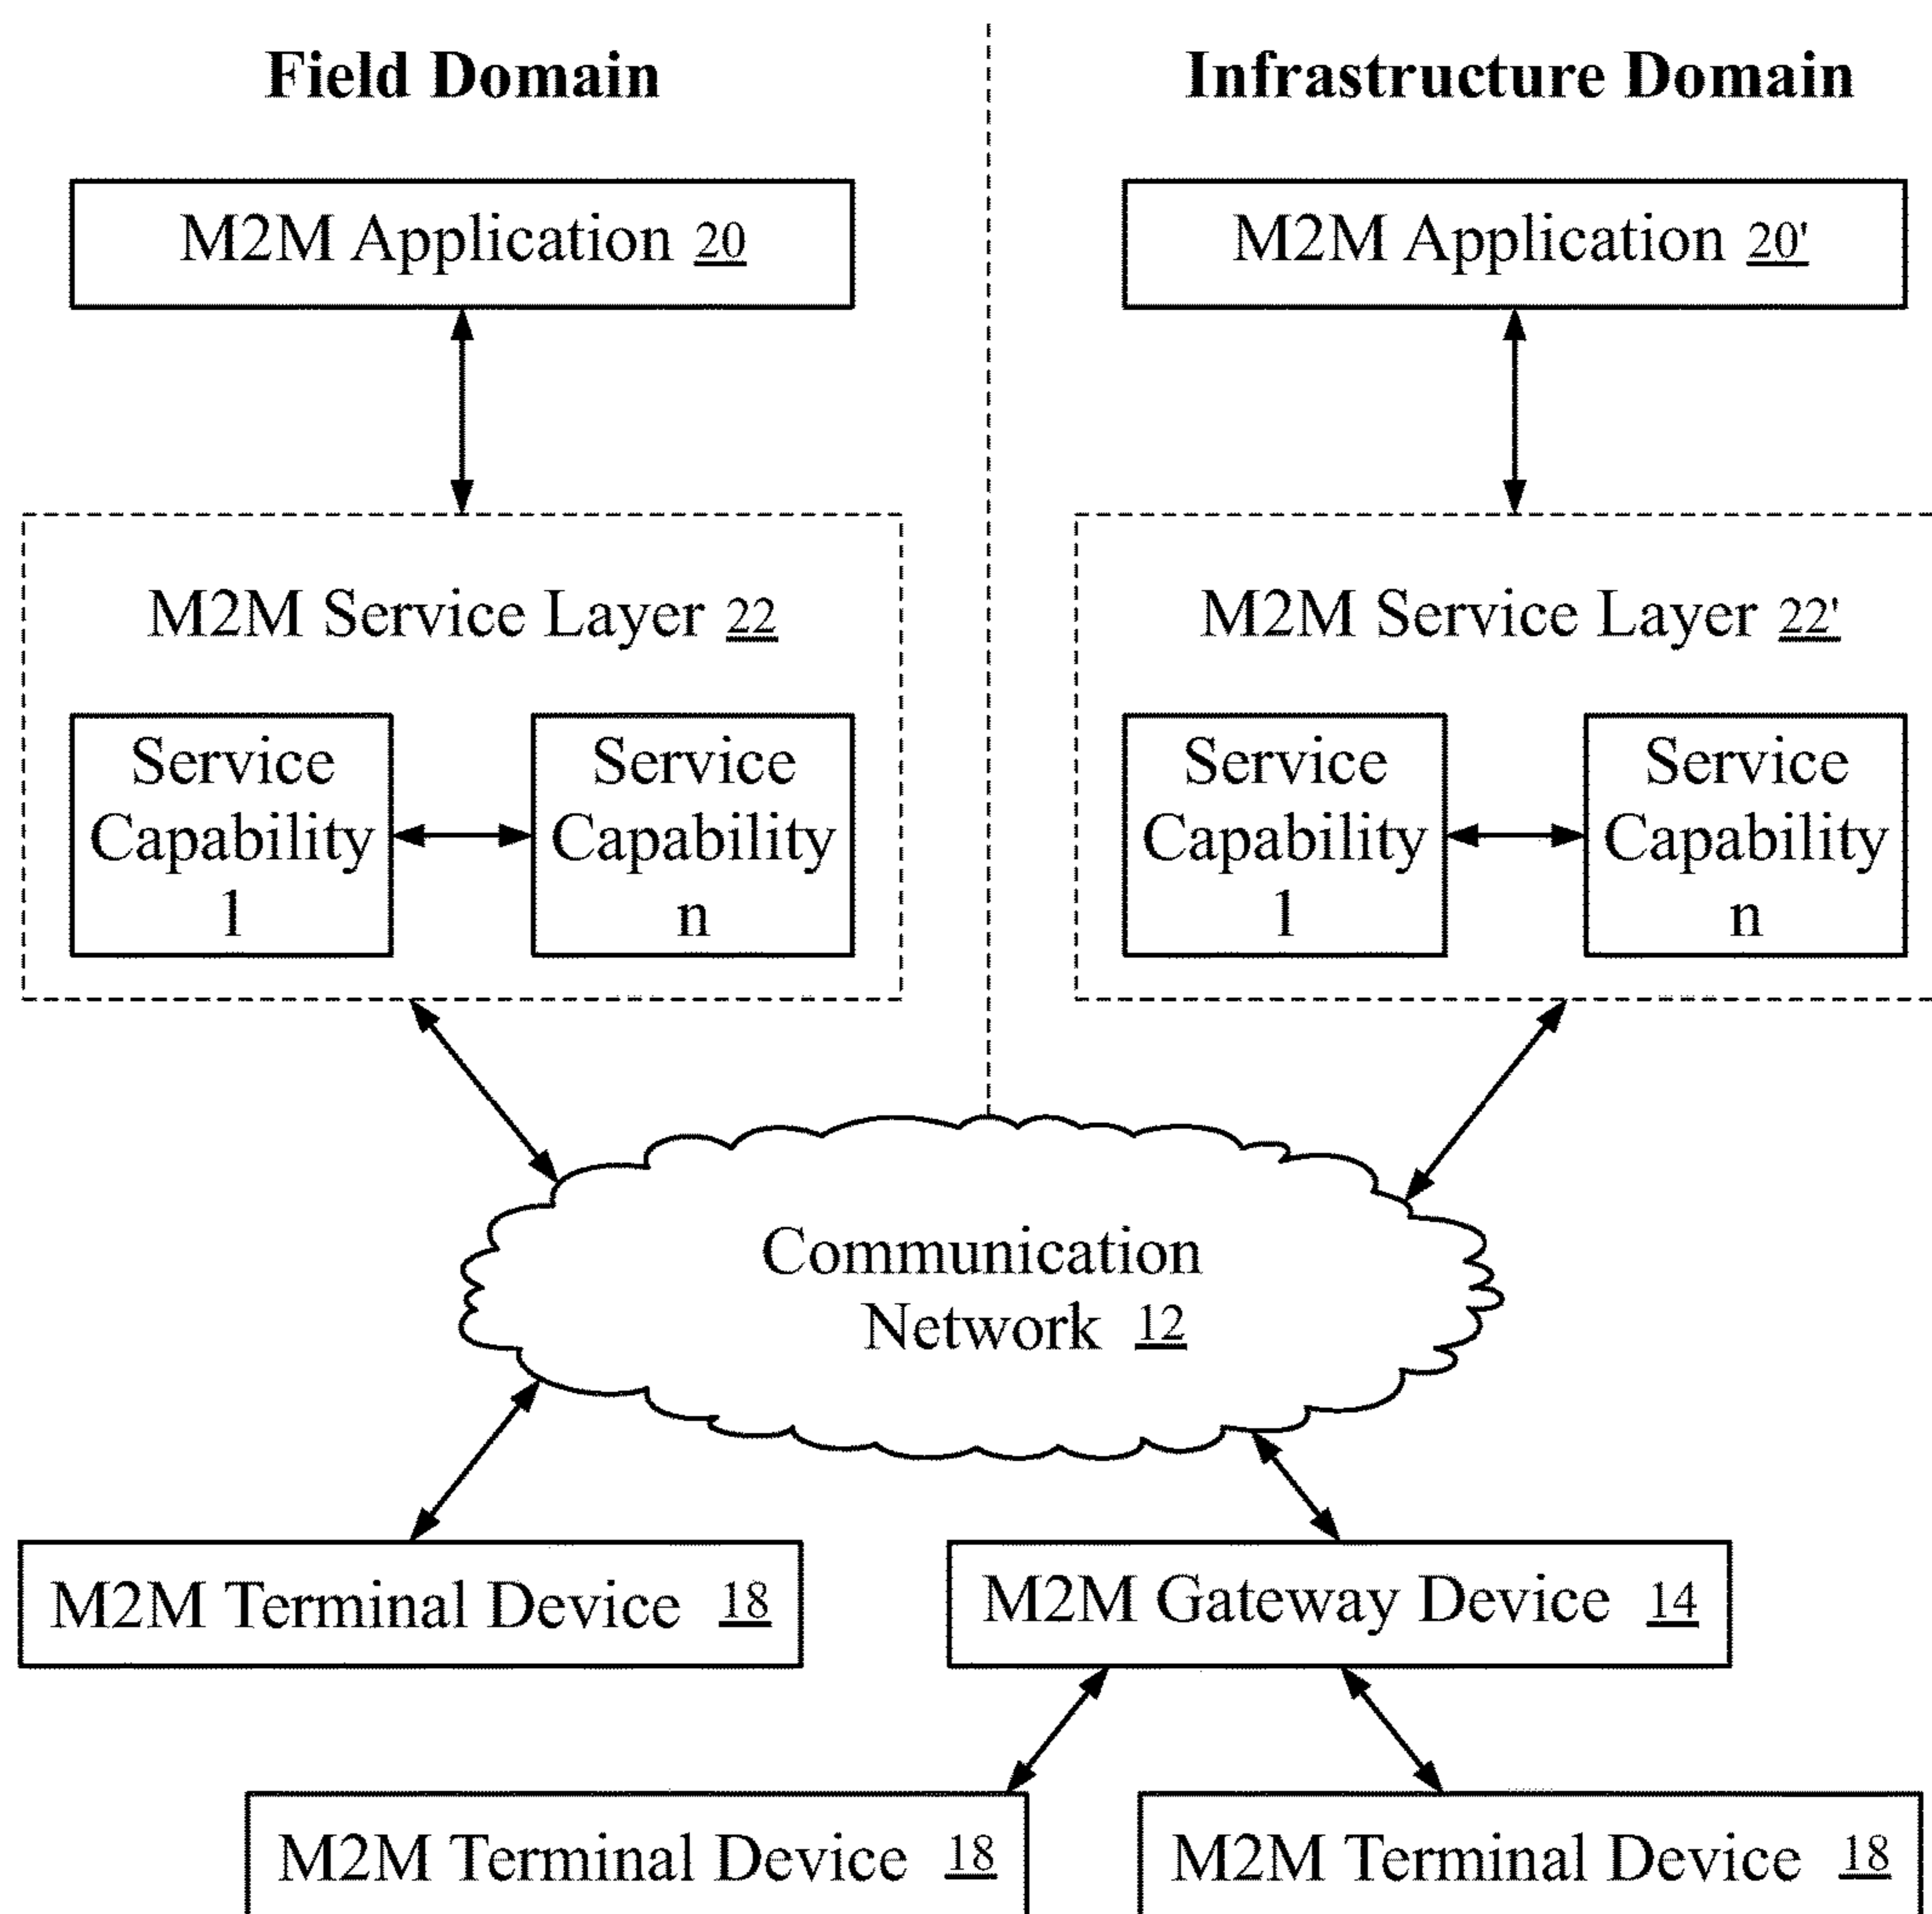 Field Domain
Infrastructure Domain
M2M Application 20
M2M Application 20'
M2M Service Layer 22
M2M Service Layer 22'
Service
Capability
1
Service
Capability
n
Service
Capability
1
Service
Capability
n
Communication
Network 12
M2M Terminal Device 18
M2M Gateway Device 14
M2M Terminal Device 18
M2M Terminal Device 18